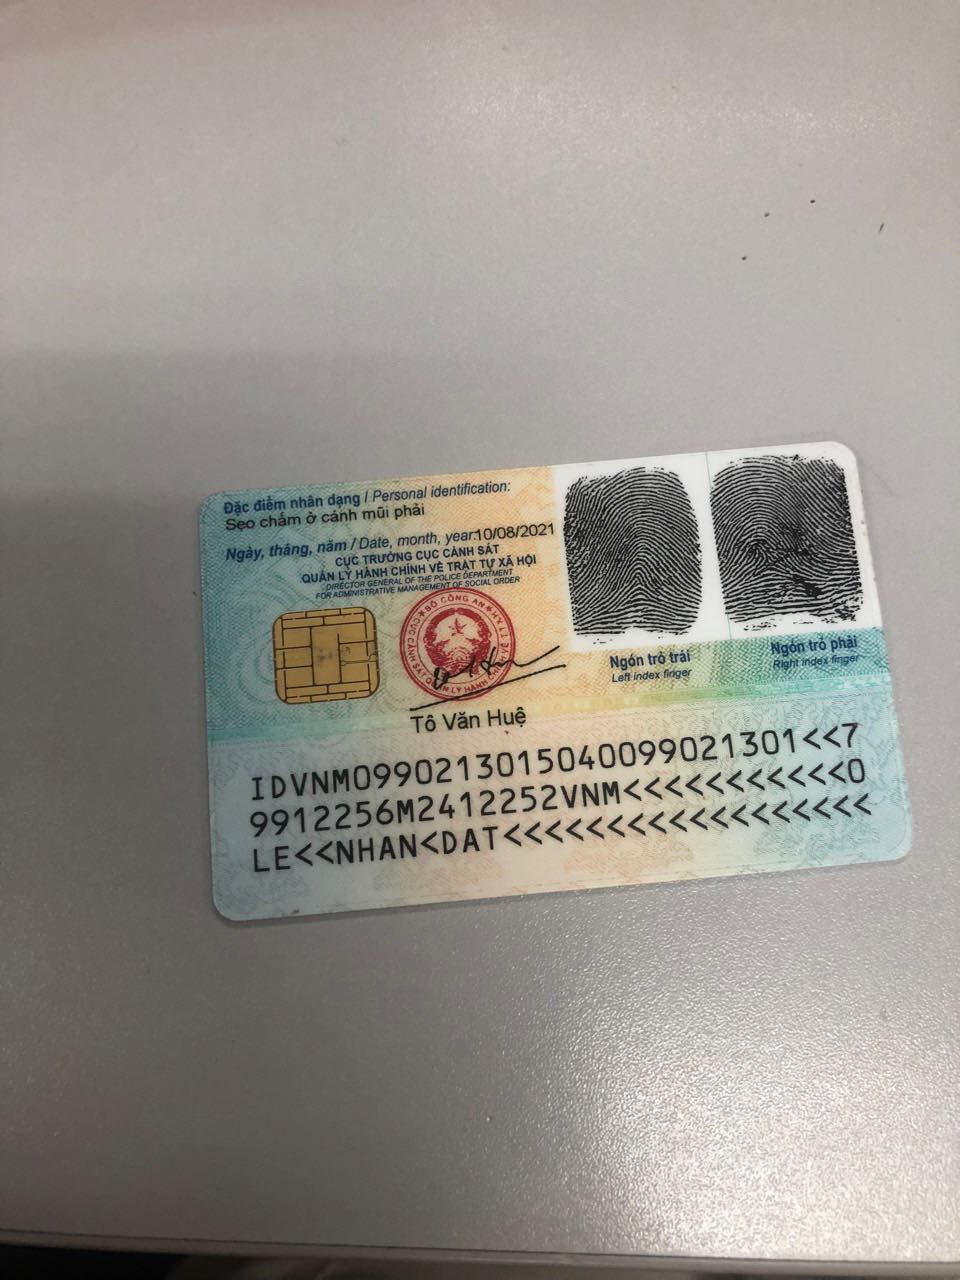 Đặc điểm nhân dạng / Personal identification:
Sẹo chấm ở cánh mũi phải
Ngày, tháng, năm / Date, month, year:10/08/2021
CỤC TRƯỞNG CỤC CẢNH SÁT
QUẢN LÝ HÀNH CHÍNH VỀ TRẬT TỰ XÃ HỘI
DIRECTOR GENERAL OF THE POLICE DEPARTMENT
FOR ADMINISTRATIVE MANAGEMENT OF SOCIAL ORDER
BỘ CÔNG AN
CỤC CẢNH SÁT QUẢN LÝ HÀNH CHÍNH VỀ TTXH
Tô Văn Huệ
Ngón trỏ trái
Left index finger
Ngón trỏ phải
Right index finger
IDVNM0990213015040099021301<<7
9912256M2412252VNM<<<<<<<<<<<0
LE<<NHAN<DAT<<<<<<<<<<<<<<<<<<